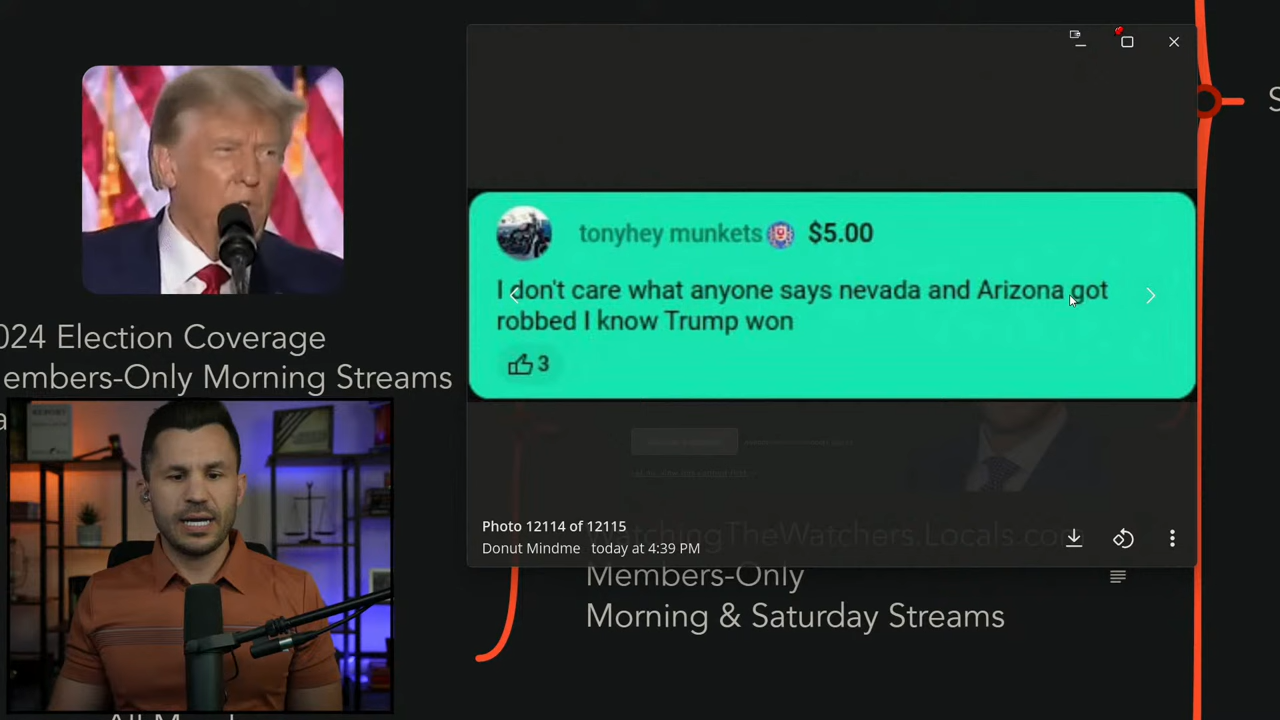 tonyhey munkets $5.00
I don't care what anyone says nevada and Arizona got
robbed I know Trump won
3
024 Election Coverage
embers-Only Morning Streams
a
Photo 12114 of 12115
Donut Mindme today at 4:39 PM
WatchingTheWatchers.Locals.com
Members-Only
Morning & Saturday Streams
S